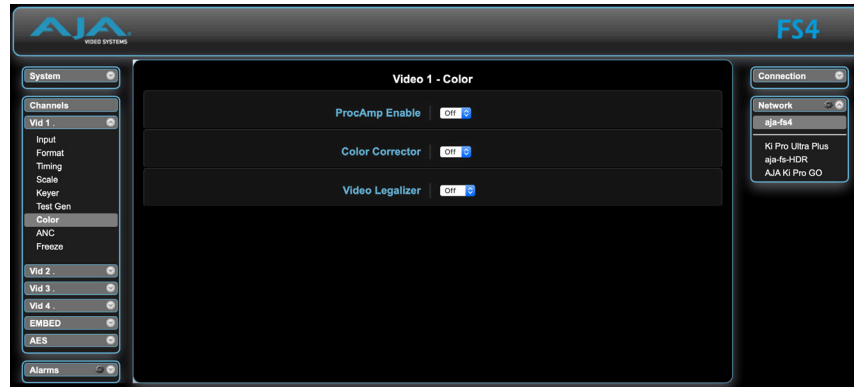 AJA
VIDEO SYSTEMS
FS4
System
Channels
Vid 1 .
Input
Format
Timing
Scale
Keyer
Test Gen
Color
ANC
Freeze
Vid 2 .
Vid 3 .
Vid 4 .
EMBED
AES
Alarms
Video 1 - Color
ProcAmp Enable Off
Color Corrector Off
Video Legalizer Off
Connection
Network
aja-fs4
Ki Pro Ultra Plus
aja-fs-HDR
AJA Ki Pro GO